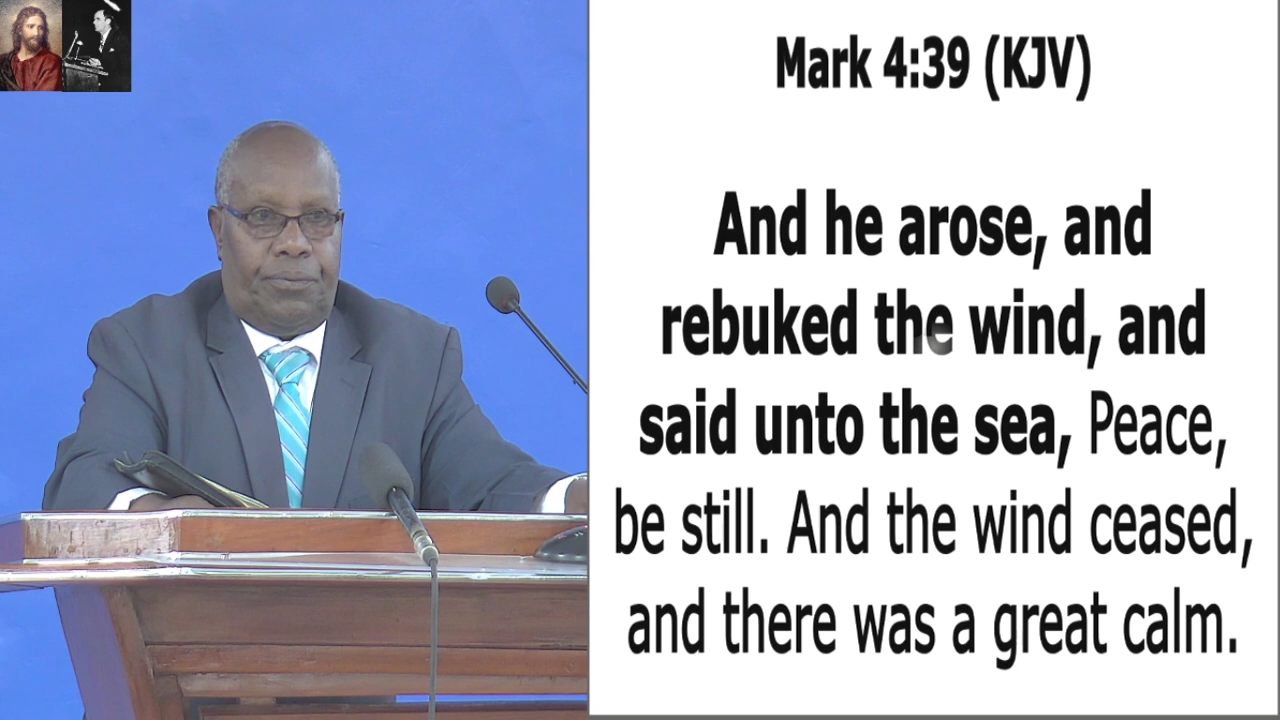 Mark 4:39 (KJV)
And he arose, and
rebuked the wind, and
said unto the sea, Peace,
be still. And the wind ceased,
and there was a great calm.